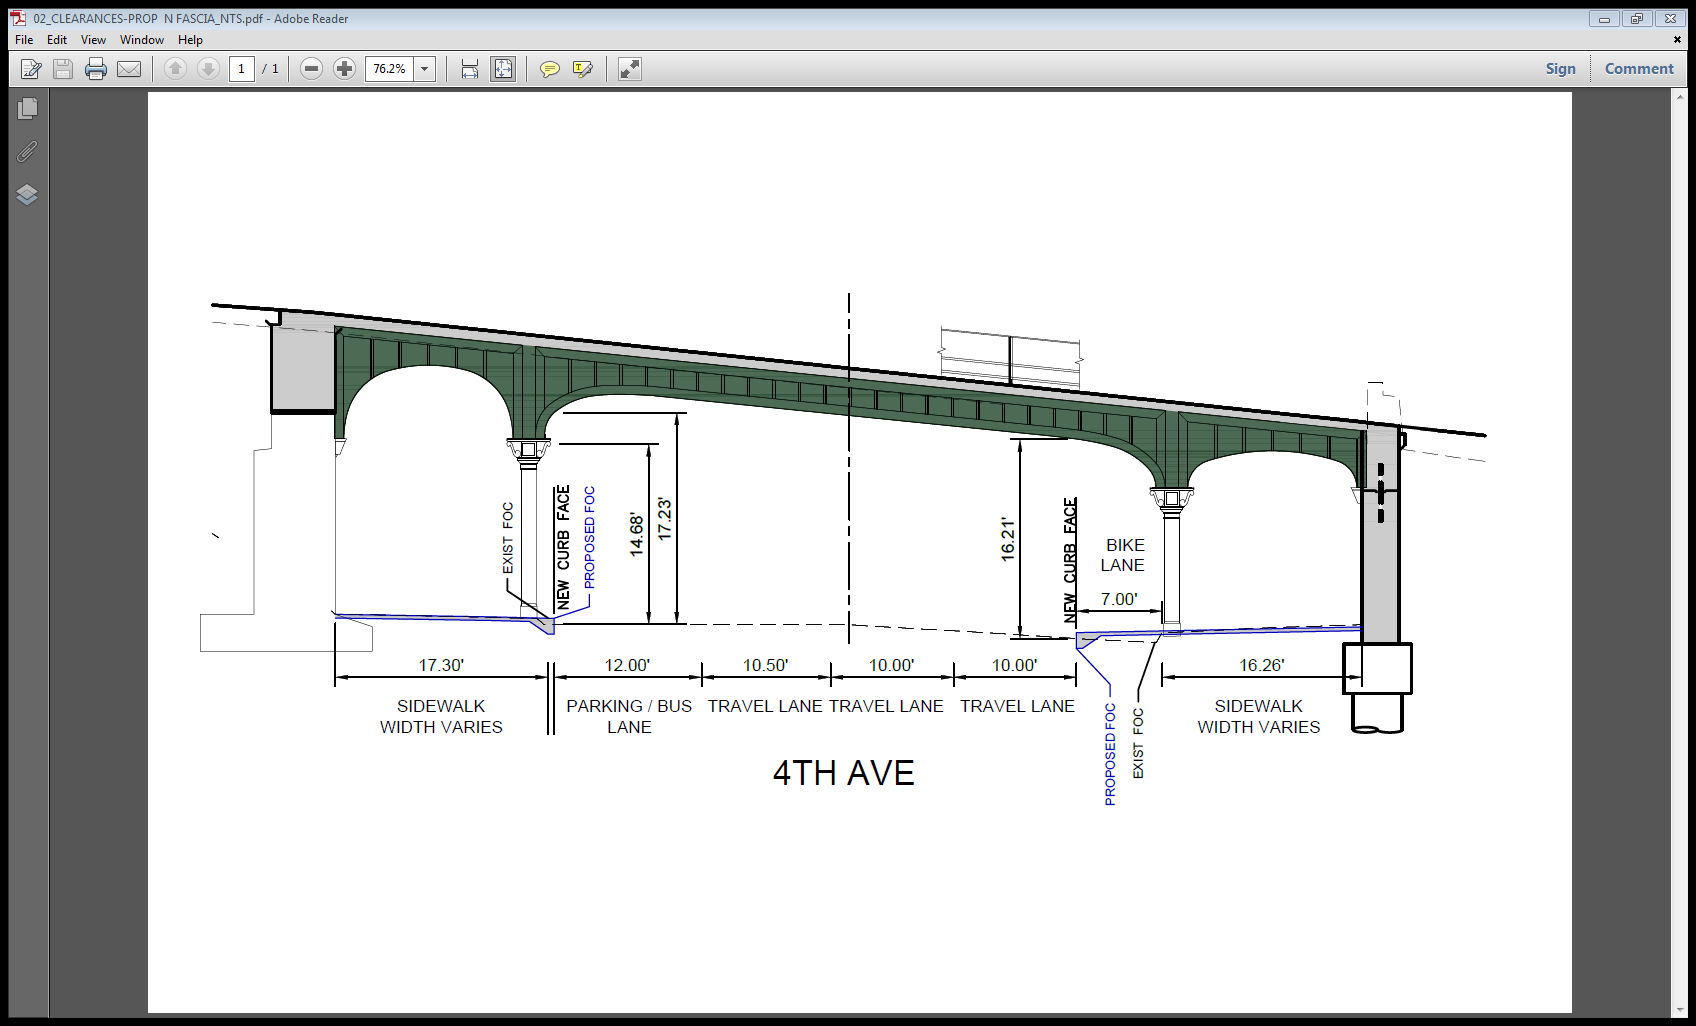 02_CLEARANCES-PROP N FASCIA_NTS.pdf - Adobe Reader
File Edit View Window Help
1 / 1 76.2% Sign Comment
EXIST FOC
NEW CURB FACE
PROPOSED FOC
14.68'
17.23'
16.21'
NEW CURB FACE
BIKE
LANE
7.00'
17.30' 12.00' 10.50' 10.00' 10.00' 16.26'
SIDEWALK
WIDTH VARIES
PARKING / BUS
LANE
TRAVEL LANE TRAVEL LANE TRAVEL LANE
PROPOSED FOC
EXIST FOC
SIDEWALK
WIDTH VARIES
4TH AVE